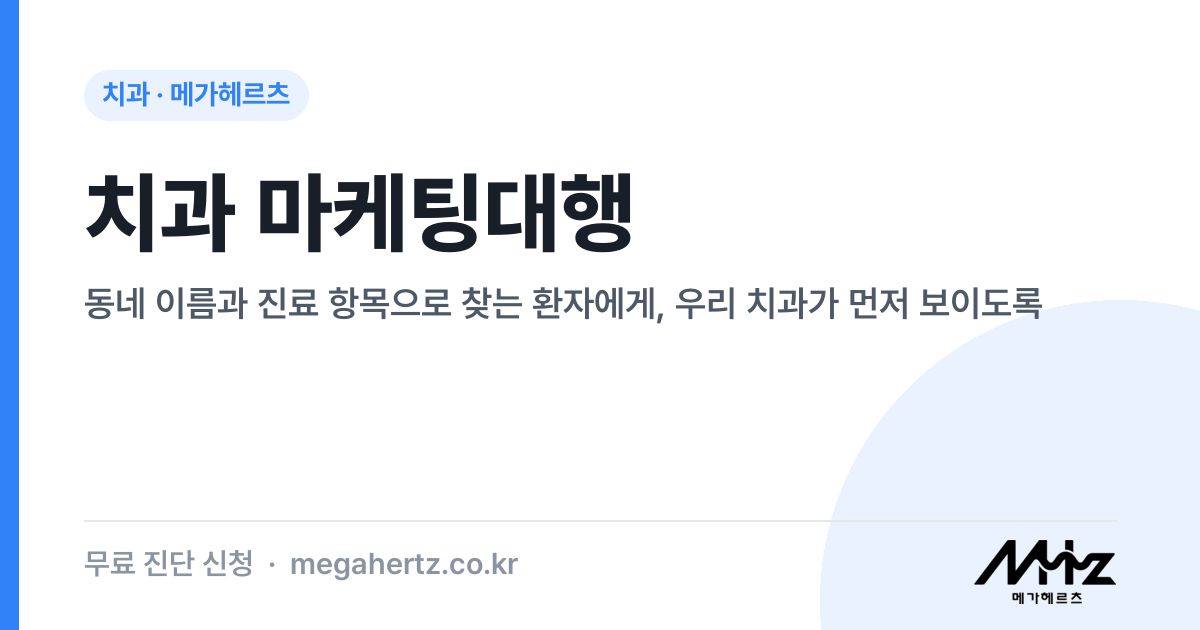 치과 · 메가헤르츠
치과 마케팅대행
동네 이름과 진료 항목으로 찾는 환자에게, 우리 치과가 먼저 보이도록
무료 진단 신청 · megahertz.co.kr
MHz
메가헤르츠